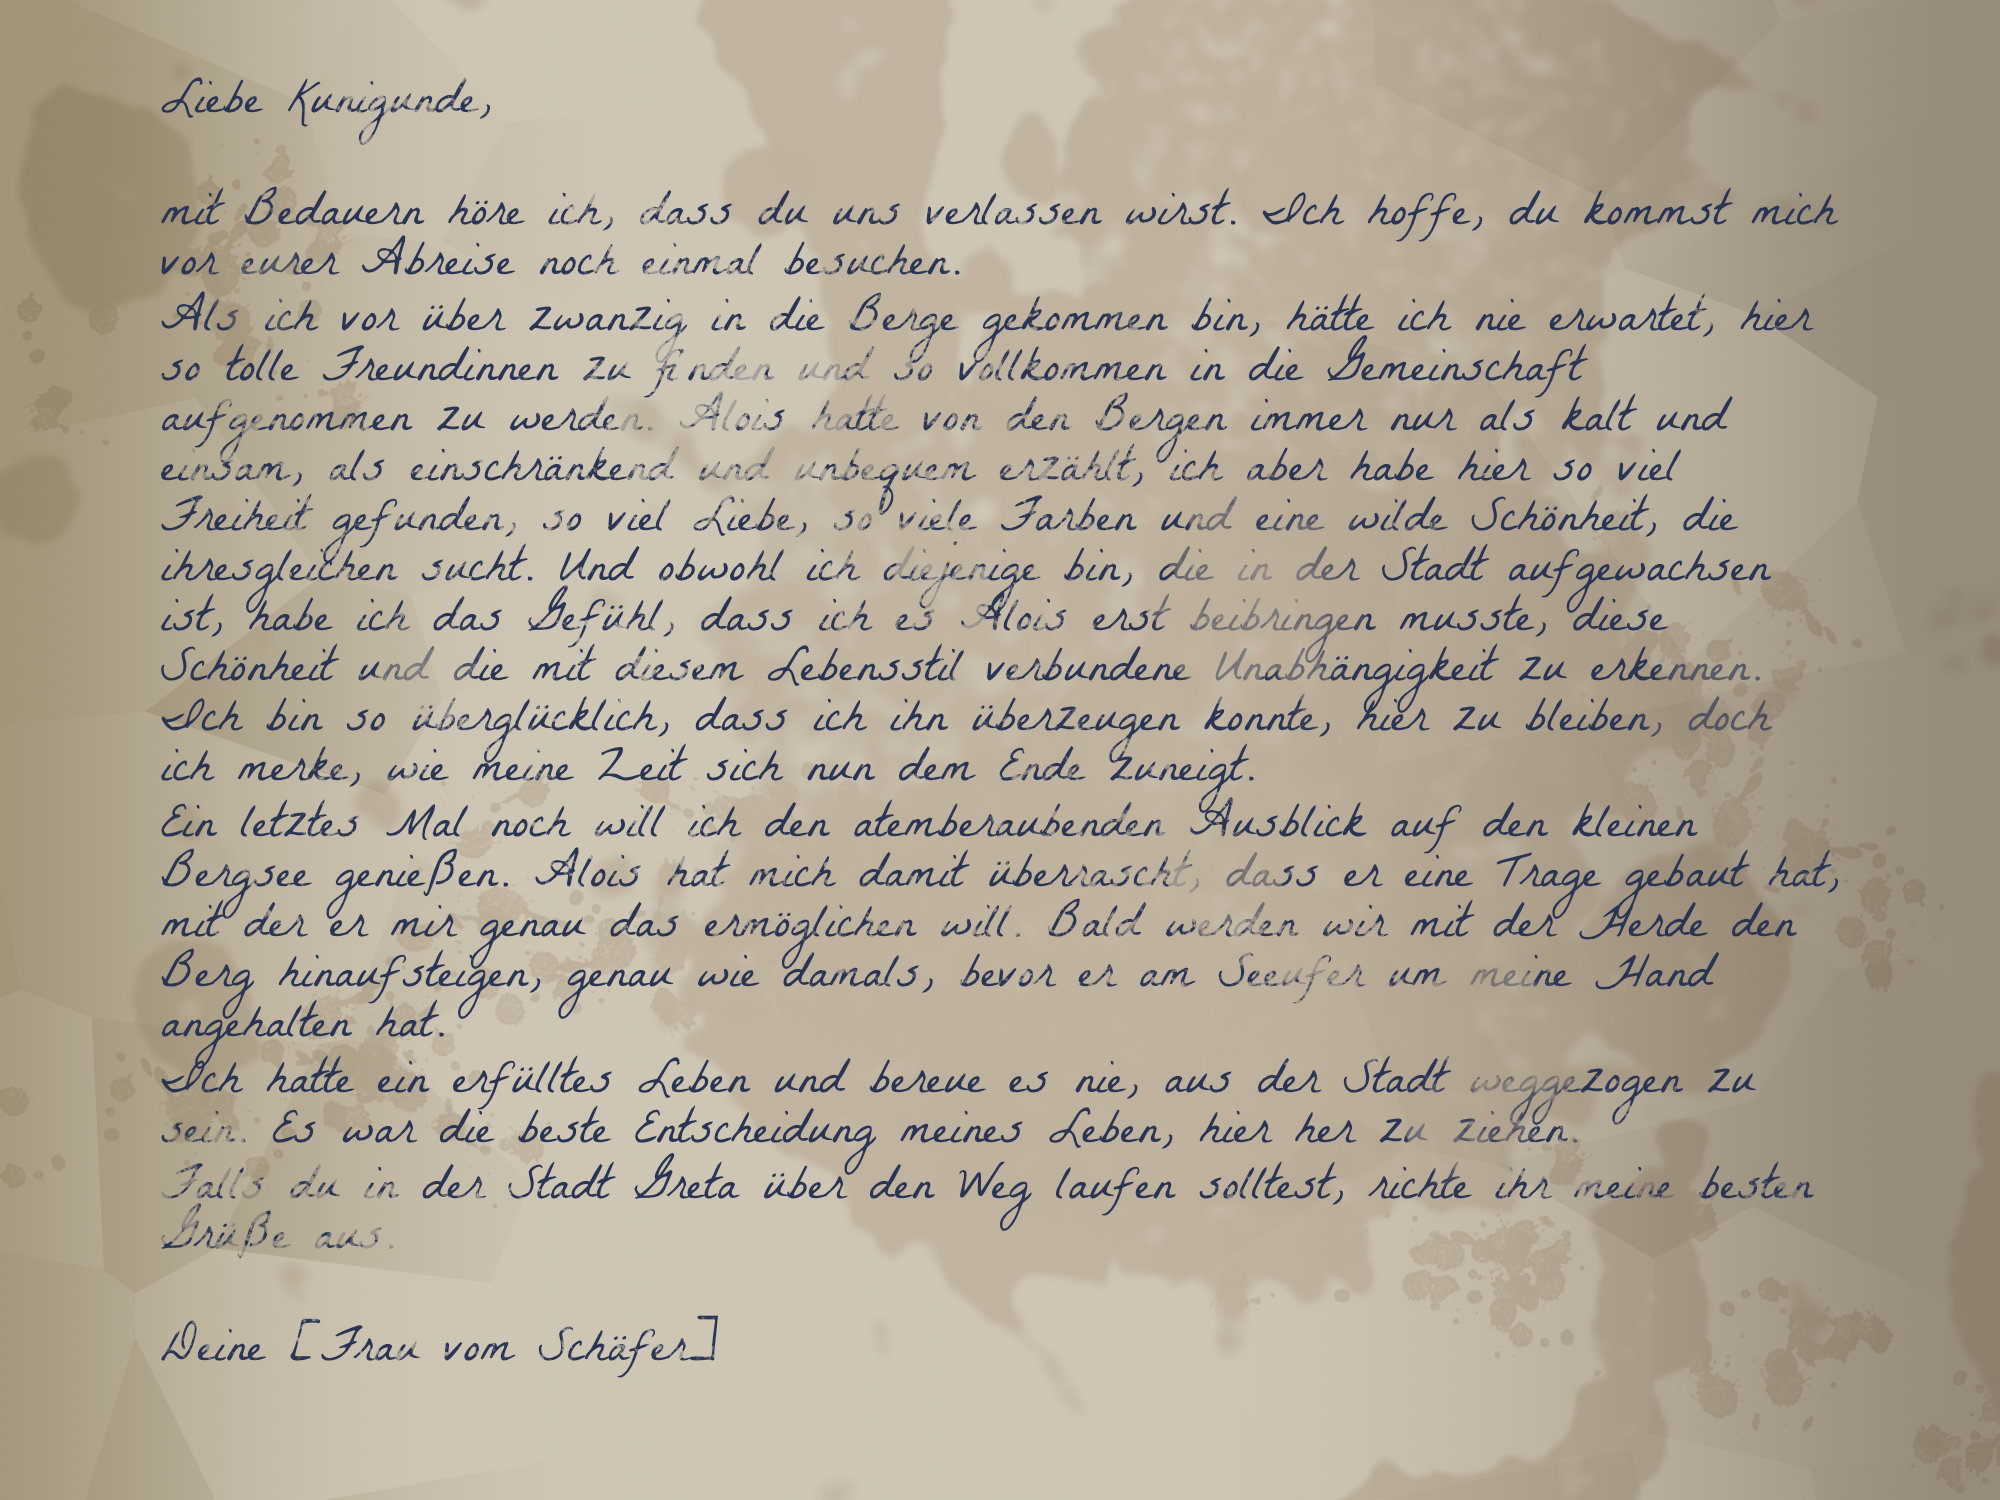 Liebe Kunigunde,
mit Bedauern höre ich, dass du uns verlassen wirst. Ich hoffe, du kommst mich
vor eurer Abreise noch einmal besuchen.
Als ich vor über zwanzig in die Berge gekommen bin, hätte ich nie erwartet, hier
so tolle Freundinnen zu finden und so vollkommen in die Gemeinschaft
aufgenommen zu werden. Alois hatte von den Bergen immer nur als kalt und
einsam, als einschränkend und unbequem erzählt, ich aber habe hier so viel
Freiheit gefunden, so viel Liebe, so viele Farben und eine wilde Schönheit, die
ihresgleichen sucht. Und obwohl ich diejenige bin, die in der Stadt aufgewachsen
ist, habe ich das Gefühl, dass ich es Alois erst beibringen musste, diese
Schönheit und die mit diesem Lebensstil verbundene Unabhängigkeit zu erkennen.
Ich bin so überglücklich, dass ich ihn überzeugen konnte, hier zu bleiben, doch
ich merke, wie meine Zeit sich nun dem Ende zuneigt.
Ein letztes Mal noch will ich den atemberaubenden Ausblick auf den kleinen
Bergsee genießen. Alois hat mich damit überrascht, dass er eine Trage gebaut hat,
mit der er mir genau das ermöglichen will. Bald werden wir mit der Herde den
Berg hinaufsteigen, genau wie damals, bevor er am Seeufer um meine Hand
angehalten hat.
Ich hatte ein erfülltes Leben und bereue es nie, aus der Stadt weggezogen zu
sein. Es war die beste Entscheidung meines Leben, hier her zu ziehen.
Falls du in der Stadt Greta über den Weg laufen solltest, richte ihr meine besten
Grüße aus.
Deine [Frau vom Schäfer]